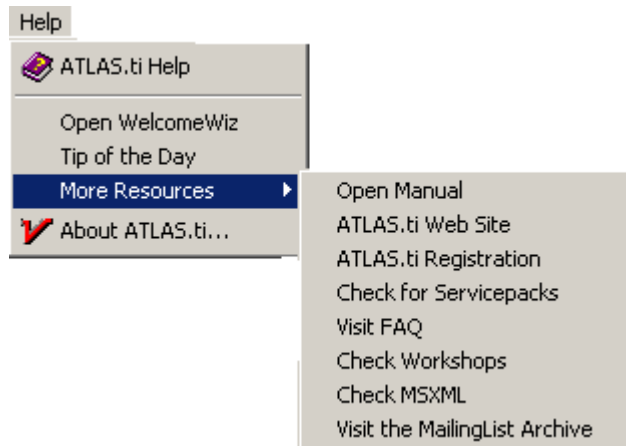 Help
ATLAS.ti Help
Open WelcomeWiz
Tip of the Day
More Resources
About ATLAS.ti...
Open Manual
ATLAS.ti Web Site
ATLAS.ti Registration
Check for Servicepacks
Visit FAQ
Check Workshops
Check MSXML
Visit the MailingList Archive